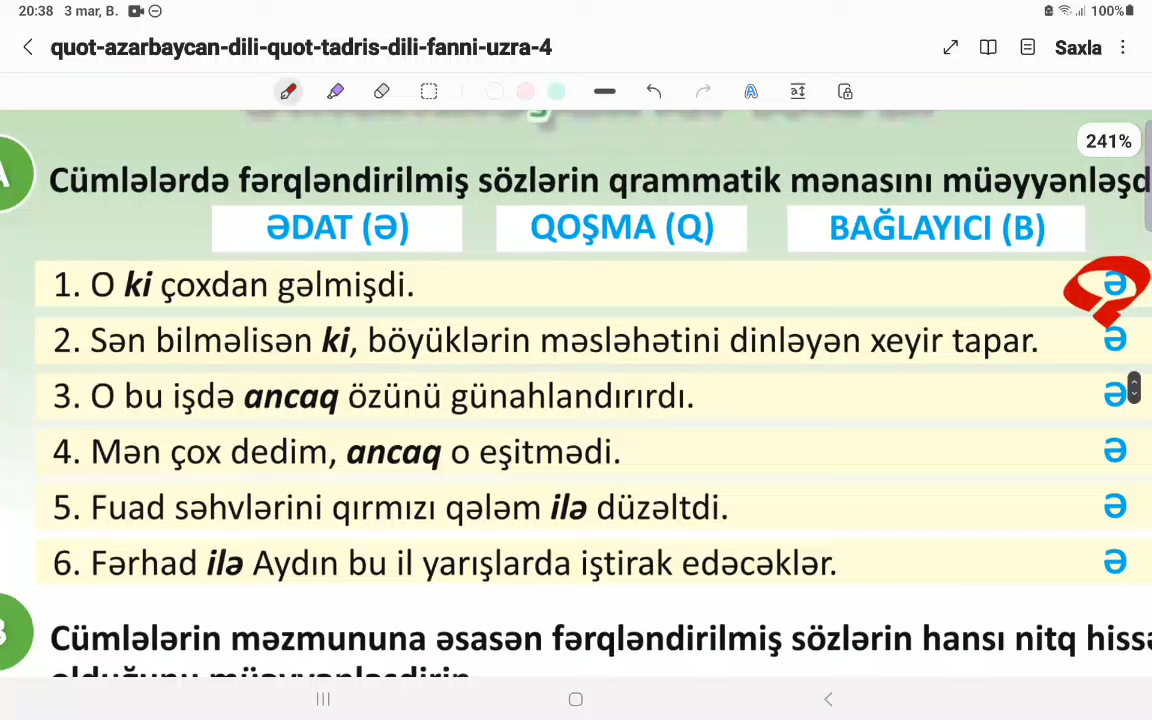 20:38 3 mar, B. 100%
quot-azarbaycan-dili-quot-tadris-dili-fanni-uzra-4 Saxla
241%
A
Cümlələrdə fərqləndirilmiş sözlərin qrammatik mənasını müəyyənləşd
ƏDAT (Ə) QOŞMA (Q) BAĞLAYICI (B)
1. O ki çoxdan gəlmişdi. Ə
2. Sən bilməlisən ki, böyüklərin məsləhətini dinləyən xeyir tapar. Ə
3. O bu işdə ancaq özünü günahlandırırdı. Ə
4. Mən çox dedim, ancaq o eşitmədi. Ə
5. Fuad səhvlərini qırmızı qələm ilə düzəltdi. Ə
6. Fərhad ilə Aydın bu il yarışlarda iştirak edəcəklər. Ə
Cümlələrin məzmununa əsasən fərqləndirilmiş sözlərin hansı nitq hissə
olduğunu müəyyənləşdirin